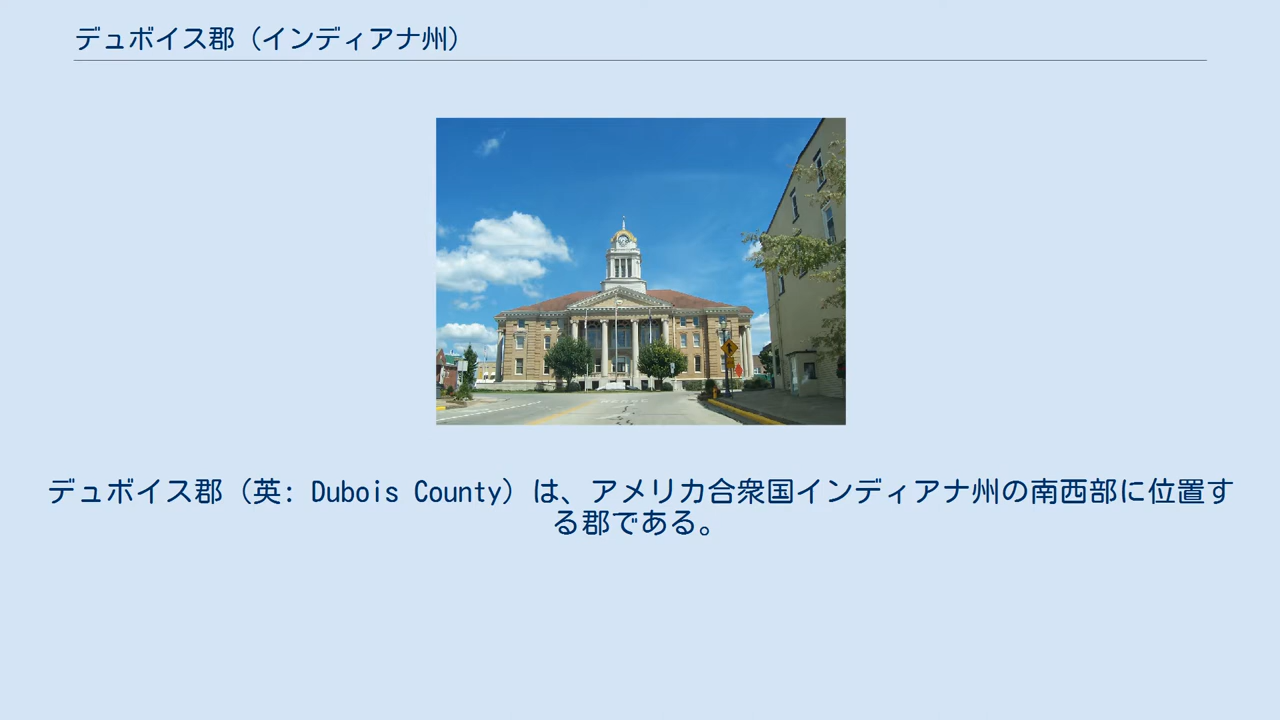 デュボイス郡（インディアナ州）
デュボイス郡（英: Dubois County）は、アメリカ合衆国インディアナ州の南西部に位置す
る郡である。